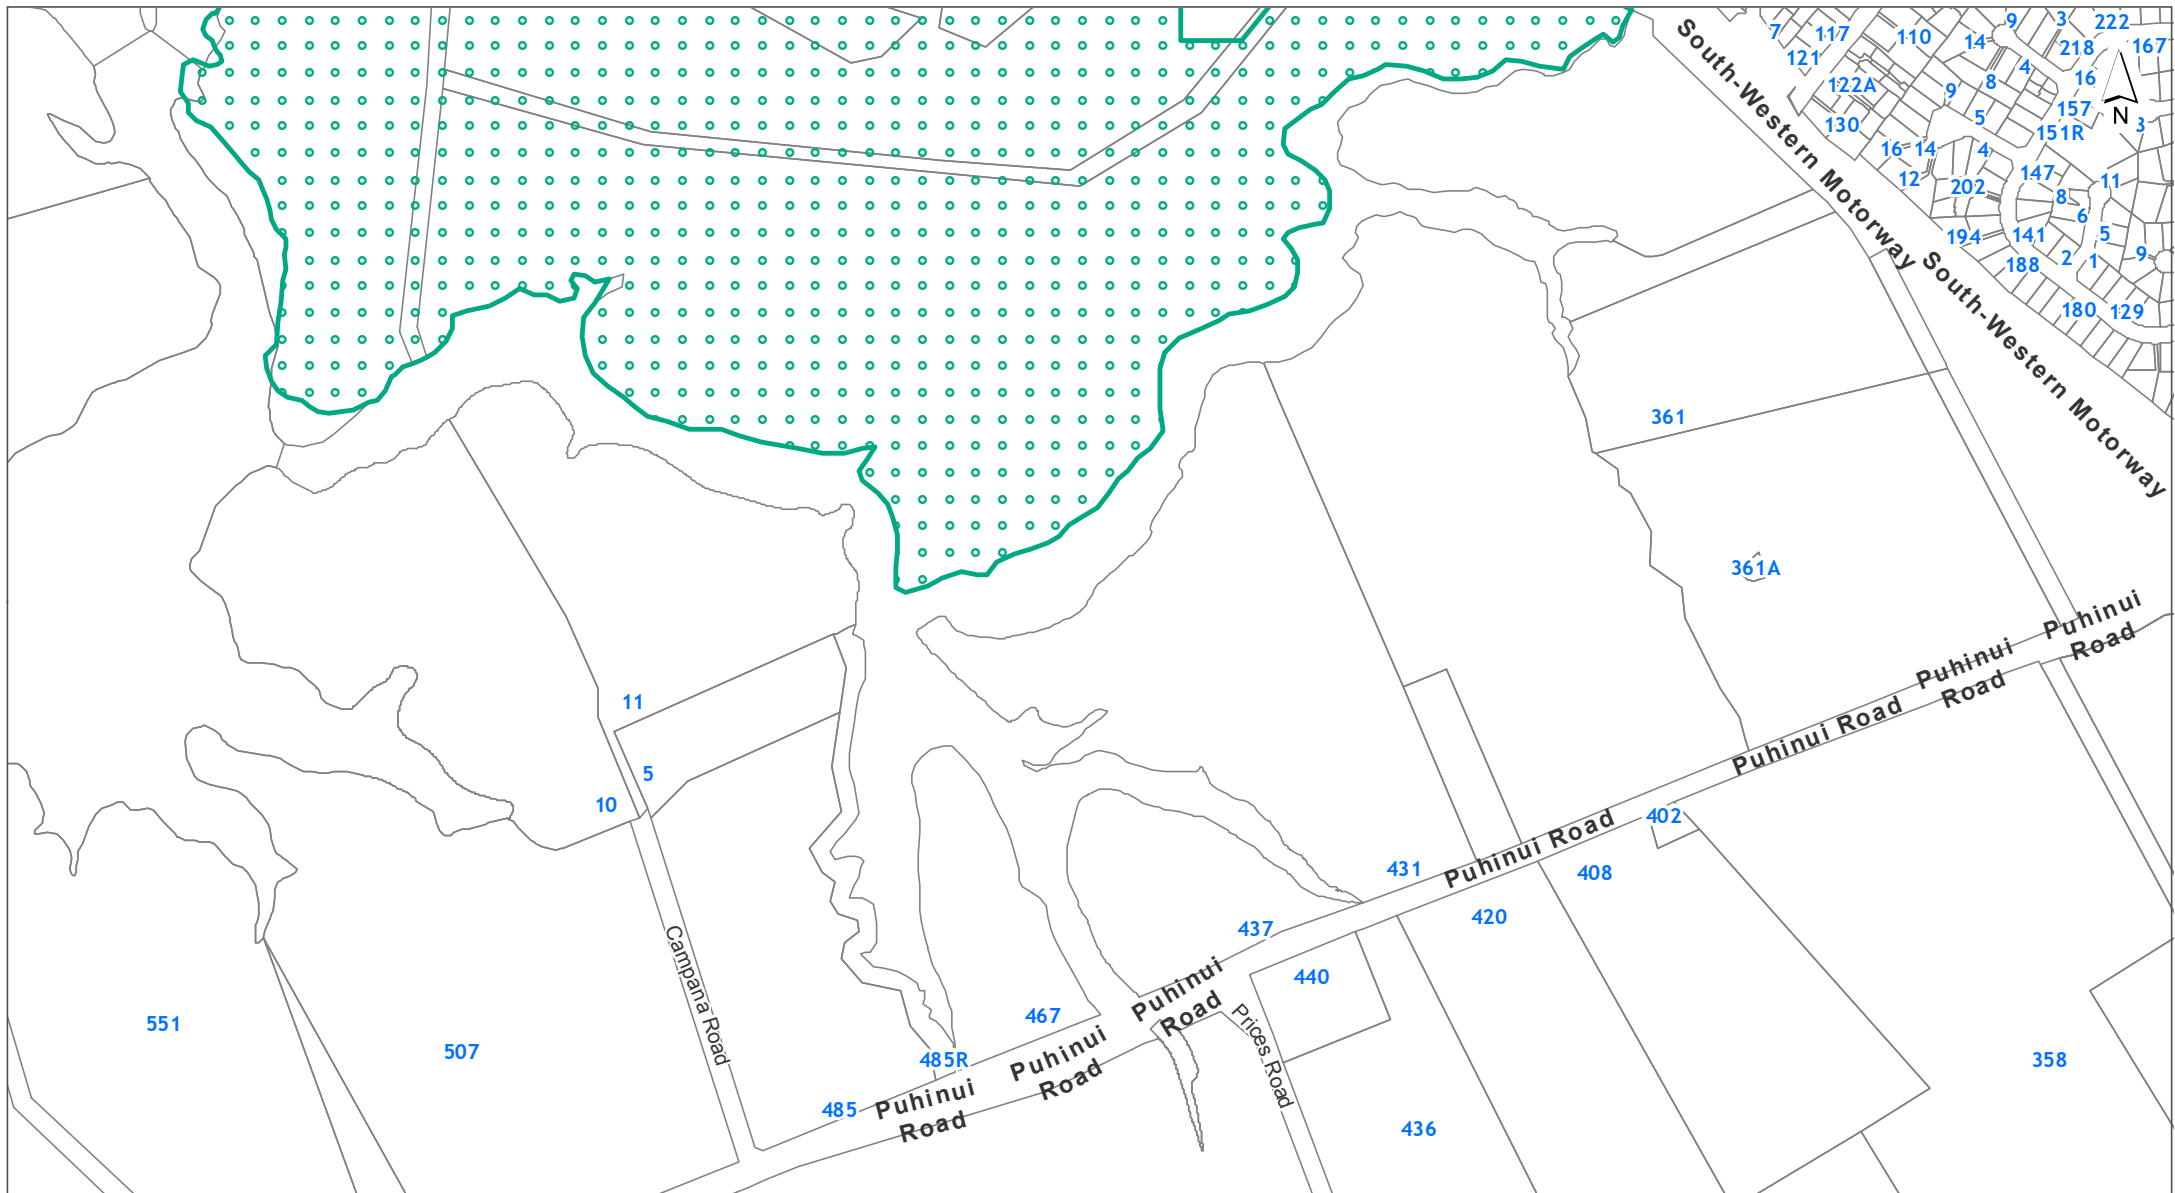 9
3
222
7
117
110
14
218
167
121
4
16
122A
9
8
157
N
3
130
5
151R
16
14
4
12
202
147
11
8
6
194
141
5
188
2
1
9
180
129
South-Western Motorway
South-Western Motorway
361
361A
Puhinui
Road
Puhinui
Road
11
5
10
Puhinui Road
402
Puhinui Road
431
408
420
437
440
Puhinui
Road
Prices Road
Campana Road
551
507
467
485R
Puhinui
Road
358
485
Puhinui
Road
436